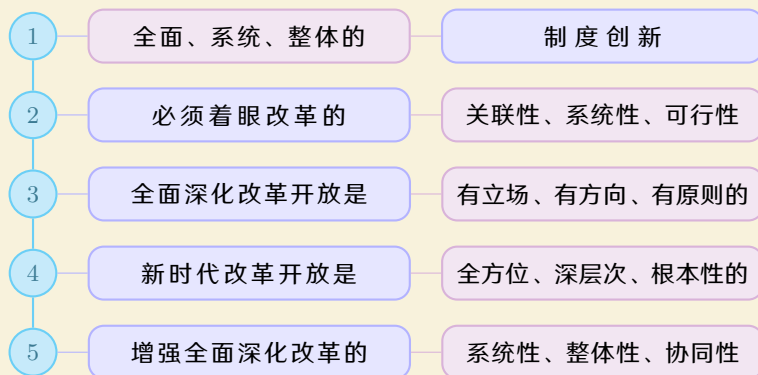 1 全面、系统、整体的 制度创新
2 必须着眼改革的 关联性、系统性、可行性
3 全面深化改革开放是 有立场、有方向、有原则的
4 新时代改革开放是 全方位、深层次、根本性的
5 增强全面深化改革的 系统性、整体性、协同性